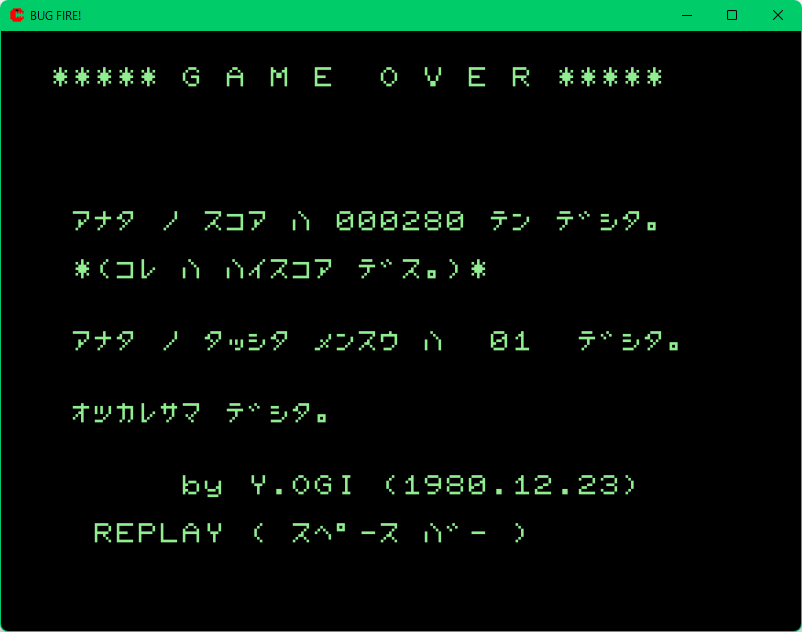 BUG FIRE!
***** G A M E  O V E R *****
アナタ ノ スコア ハ 000280 テン デシタ。
*(コレ ハ ハイスコア デス。)*
アナタ ノ タッシタ メンスウ ハ  01  デシタ。
オツカレサマ デシタ。
by Y.OGI (1980.12.23)
REPLAY ( スペース バー )